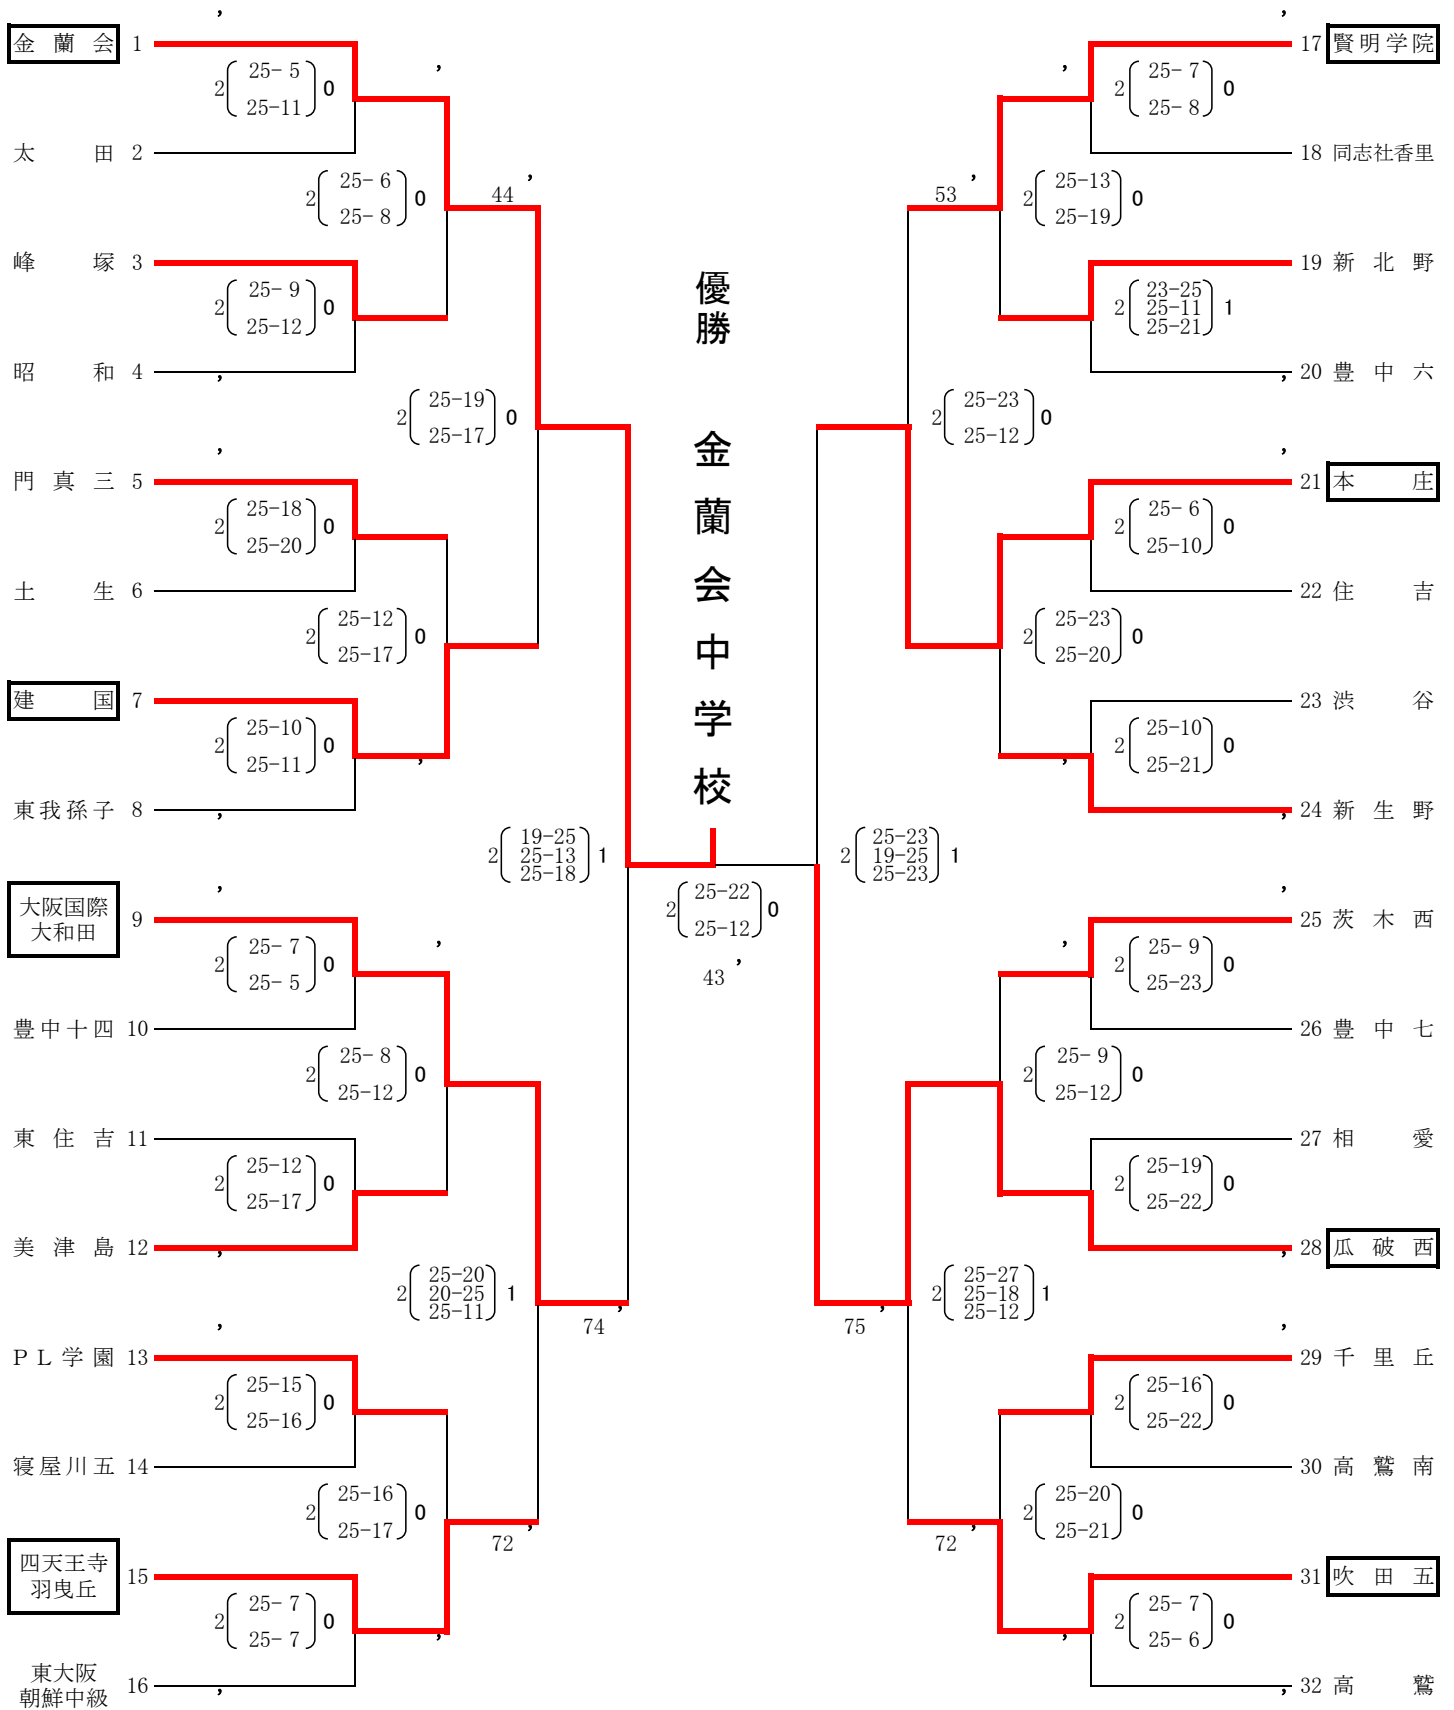 金蘭会 1
2 25- 5 0
25-11
太田 2
2 25- 6 0
25- 8
44
峰塚 3
2 25- 9 0
25-12
昭和 4
2 25-19 0
25-17
門真三 5
2 25-18 0
25-20
土生 6
2 25-12 0
25-17
建国 7
2 25-10 0
25-11
東我孫子 8
19-25
2 25-13 1
25-18
大阪国際
大和田 9
2 25- 7 0
25- 5
豊中十四 10
2 25- 8 0
25-12
東住吉 11
2 25-12 0
25-17
美津島 12
25-20
2 20-25 1
25-11
74
PL学園 13
2 25-15 0
25-16
寝屋川五 14
2 25-16 0
25-17
72
四天王寺
羽曳丘 15
2 25- 7 0
25- 7
東大阪
朝鮮中級 16
優勝
金蘭会中学校
2 25-22 0
25-12
43
17 賢明学院
2 25- 7 0
25- 8
18 同志社香里
53
2 25-13 0
25-19
19 新北野
23-25
2 25-11 1
25-21
20 豊中六
2 25-23 0
25-12
21 本庄
2 25- 6 0
25-10
22 住吉
2 25-23 0
25-20
23 渋谷
2 25-10 0
25-21
24 新生野
25-23
2 19-25 1
25-23
25 茨木西
2 25- 9 0
25-23
26 豊中七
2 25- 9 0
25-12
27 相愛
2 25-19 0
25-22
28 瓜破西
25-27
2 25-18 1
25-12
75
29 千里丘
2 25-16 0
25-22
30 高鷲南
2 25-20 0
25-21
72
31 吹田五
2 25- 7 0
25- 6
32 高鷲